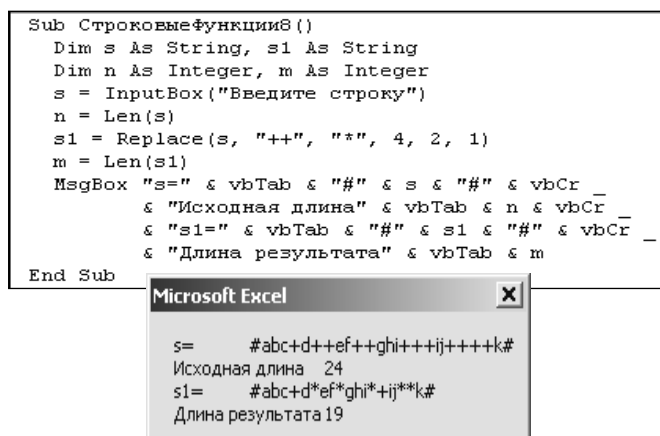 Sub СтроковыеФункции8()
Dim s As String, s1 As String
Dim n As Integer, m As Integer
s = InputBox("Введите строку")
n = Len(s)
s1 = Replace(s, "++", "*", 4, 2, 1)
m = Len(s1)
MsgBox "s=" & vbTab & "#" & s & "#" & vbCr _
& "Исходная длина" & vbTab & n & vbCr _
& "s1=" & vbTab & "#" & s1 & "#" & vbCr _
& "Длина результата" & vbTab & m
End Sub
Microsoft Excel
s= #abc+d++ef++ghi+++ij++++k#
Исходная длина 24
s1= #abc+d*ef*ghi*+ij**k#
Длина результата 19